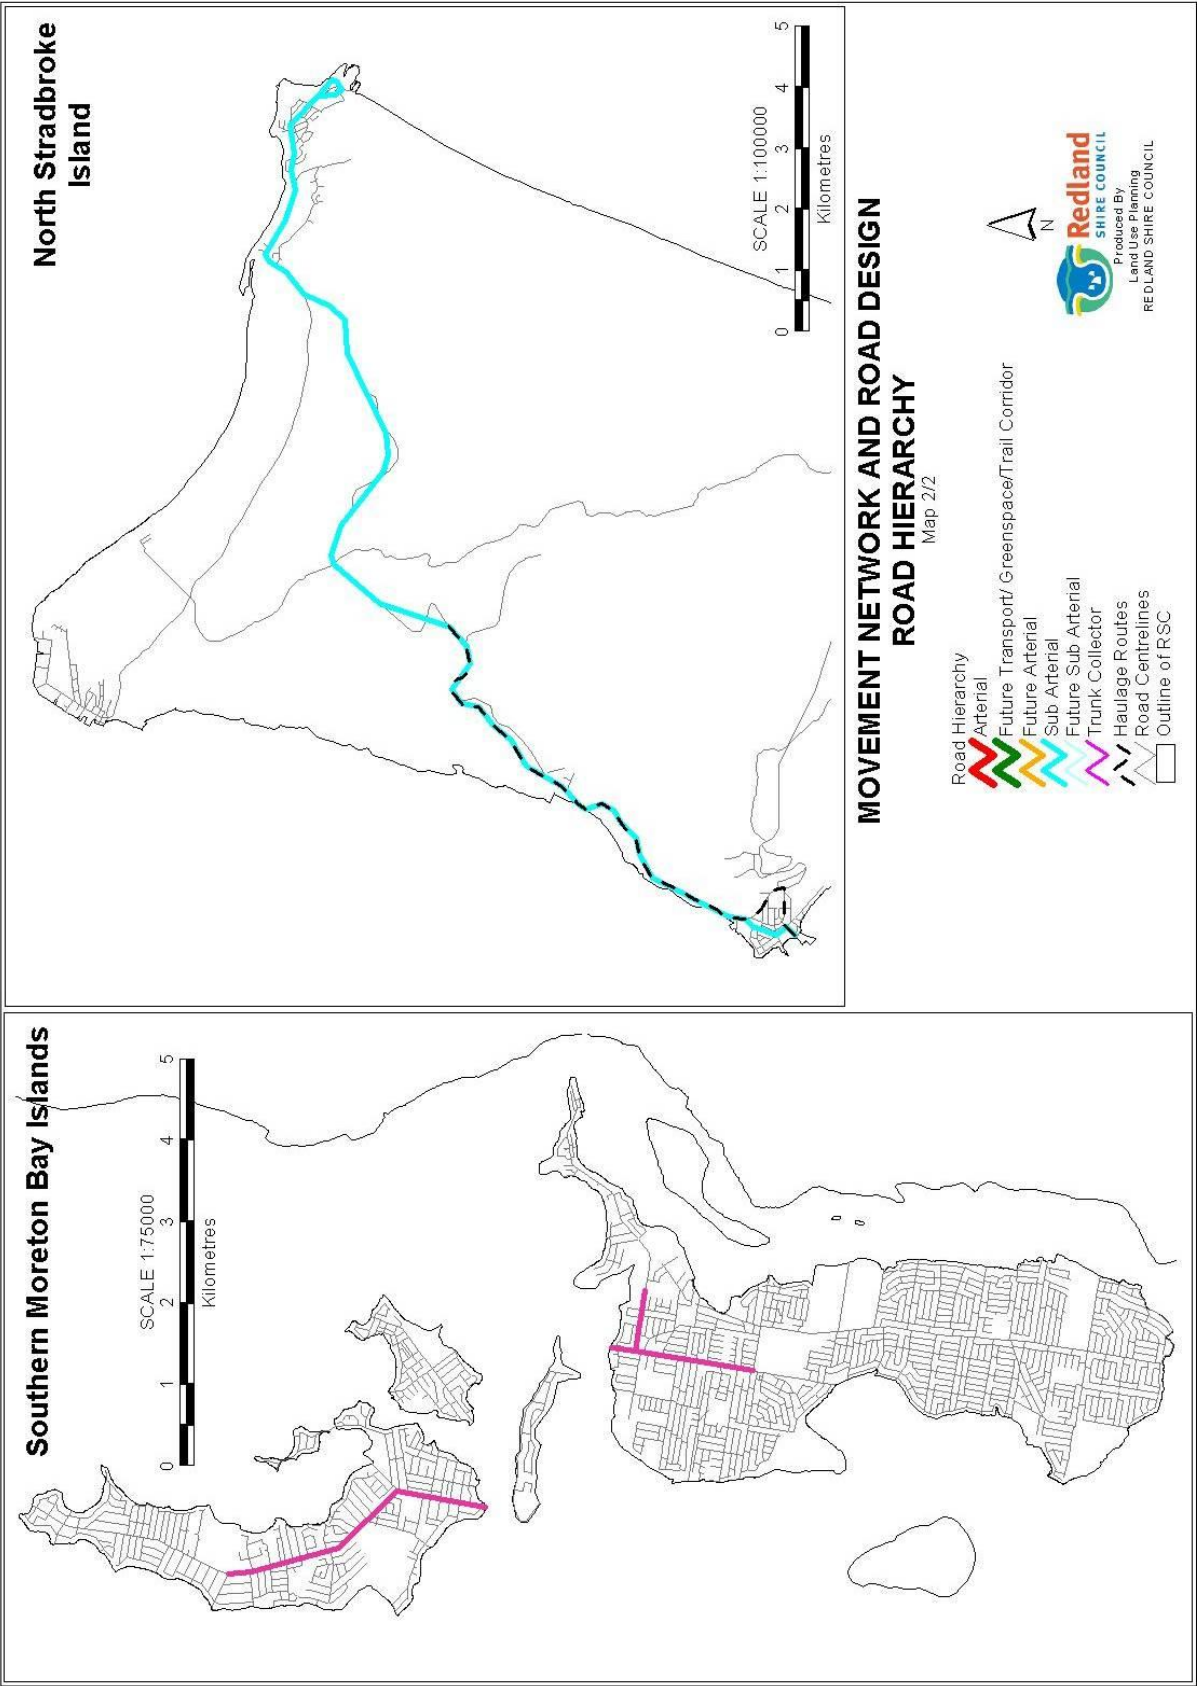 Southern Moreton Bay Islands
SCALE 1:75000
0 1 2 3 4 5
Kilometres
North Stradbroke
Island
SCALE 1:100000
0 1 2 3 4 5
Kilometres
MOVEMENT NETWORK AND ROAD DESIGN
ROAD HIERARCHY
Map 2/2
Road Hierarchy
Arterial
Future Transport/ Greenspace/Trail Corridor
Future Arterial
Sub Arterial
Future Sub Arterial
Trunk Collector
Haulage Routes
Road Centrelines
Outline of RSC
N
Redland
SHIRE COUNCIL
Produced By
Land Use Planning
REDLAND SHIRE COUNCIL